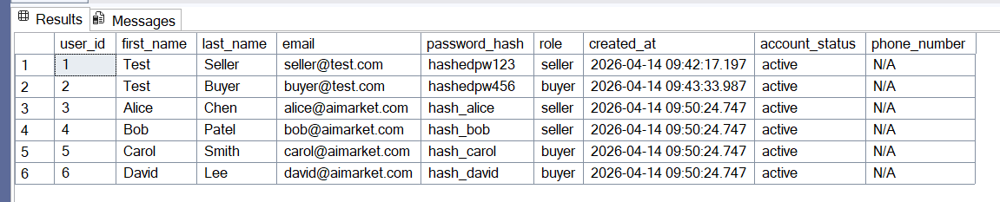 Results Messages
user_id first_name last_name email password_hash role created_at account_status phone_number
1 1 Test Seller seller@test.com hashedpw123 seller 2026-04-14 09:42:17.197 active N/A
2 2 Test Buyer buyer@test.com hashedpw456 buyer 2026-04-14 09:43:33.987 active N/A
3 3 Alice Chen alice@aimarket.com hash_alice seller 2026-04-14 09:50:24.747 active N/A
4 4 Bob Patel bob@aimarket.com hash_bob seller 2026-04-14 09:50:24.747 active N/A
5 5 Carol Smith carol@aimarket.com hash_carol buyer 2026-04-14 09:50:24.747 active N/A
6 6 David Lee david@aimarket.com hash_david buyer 2026-04-14 09:50:24.747 active N/A